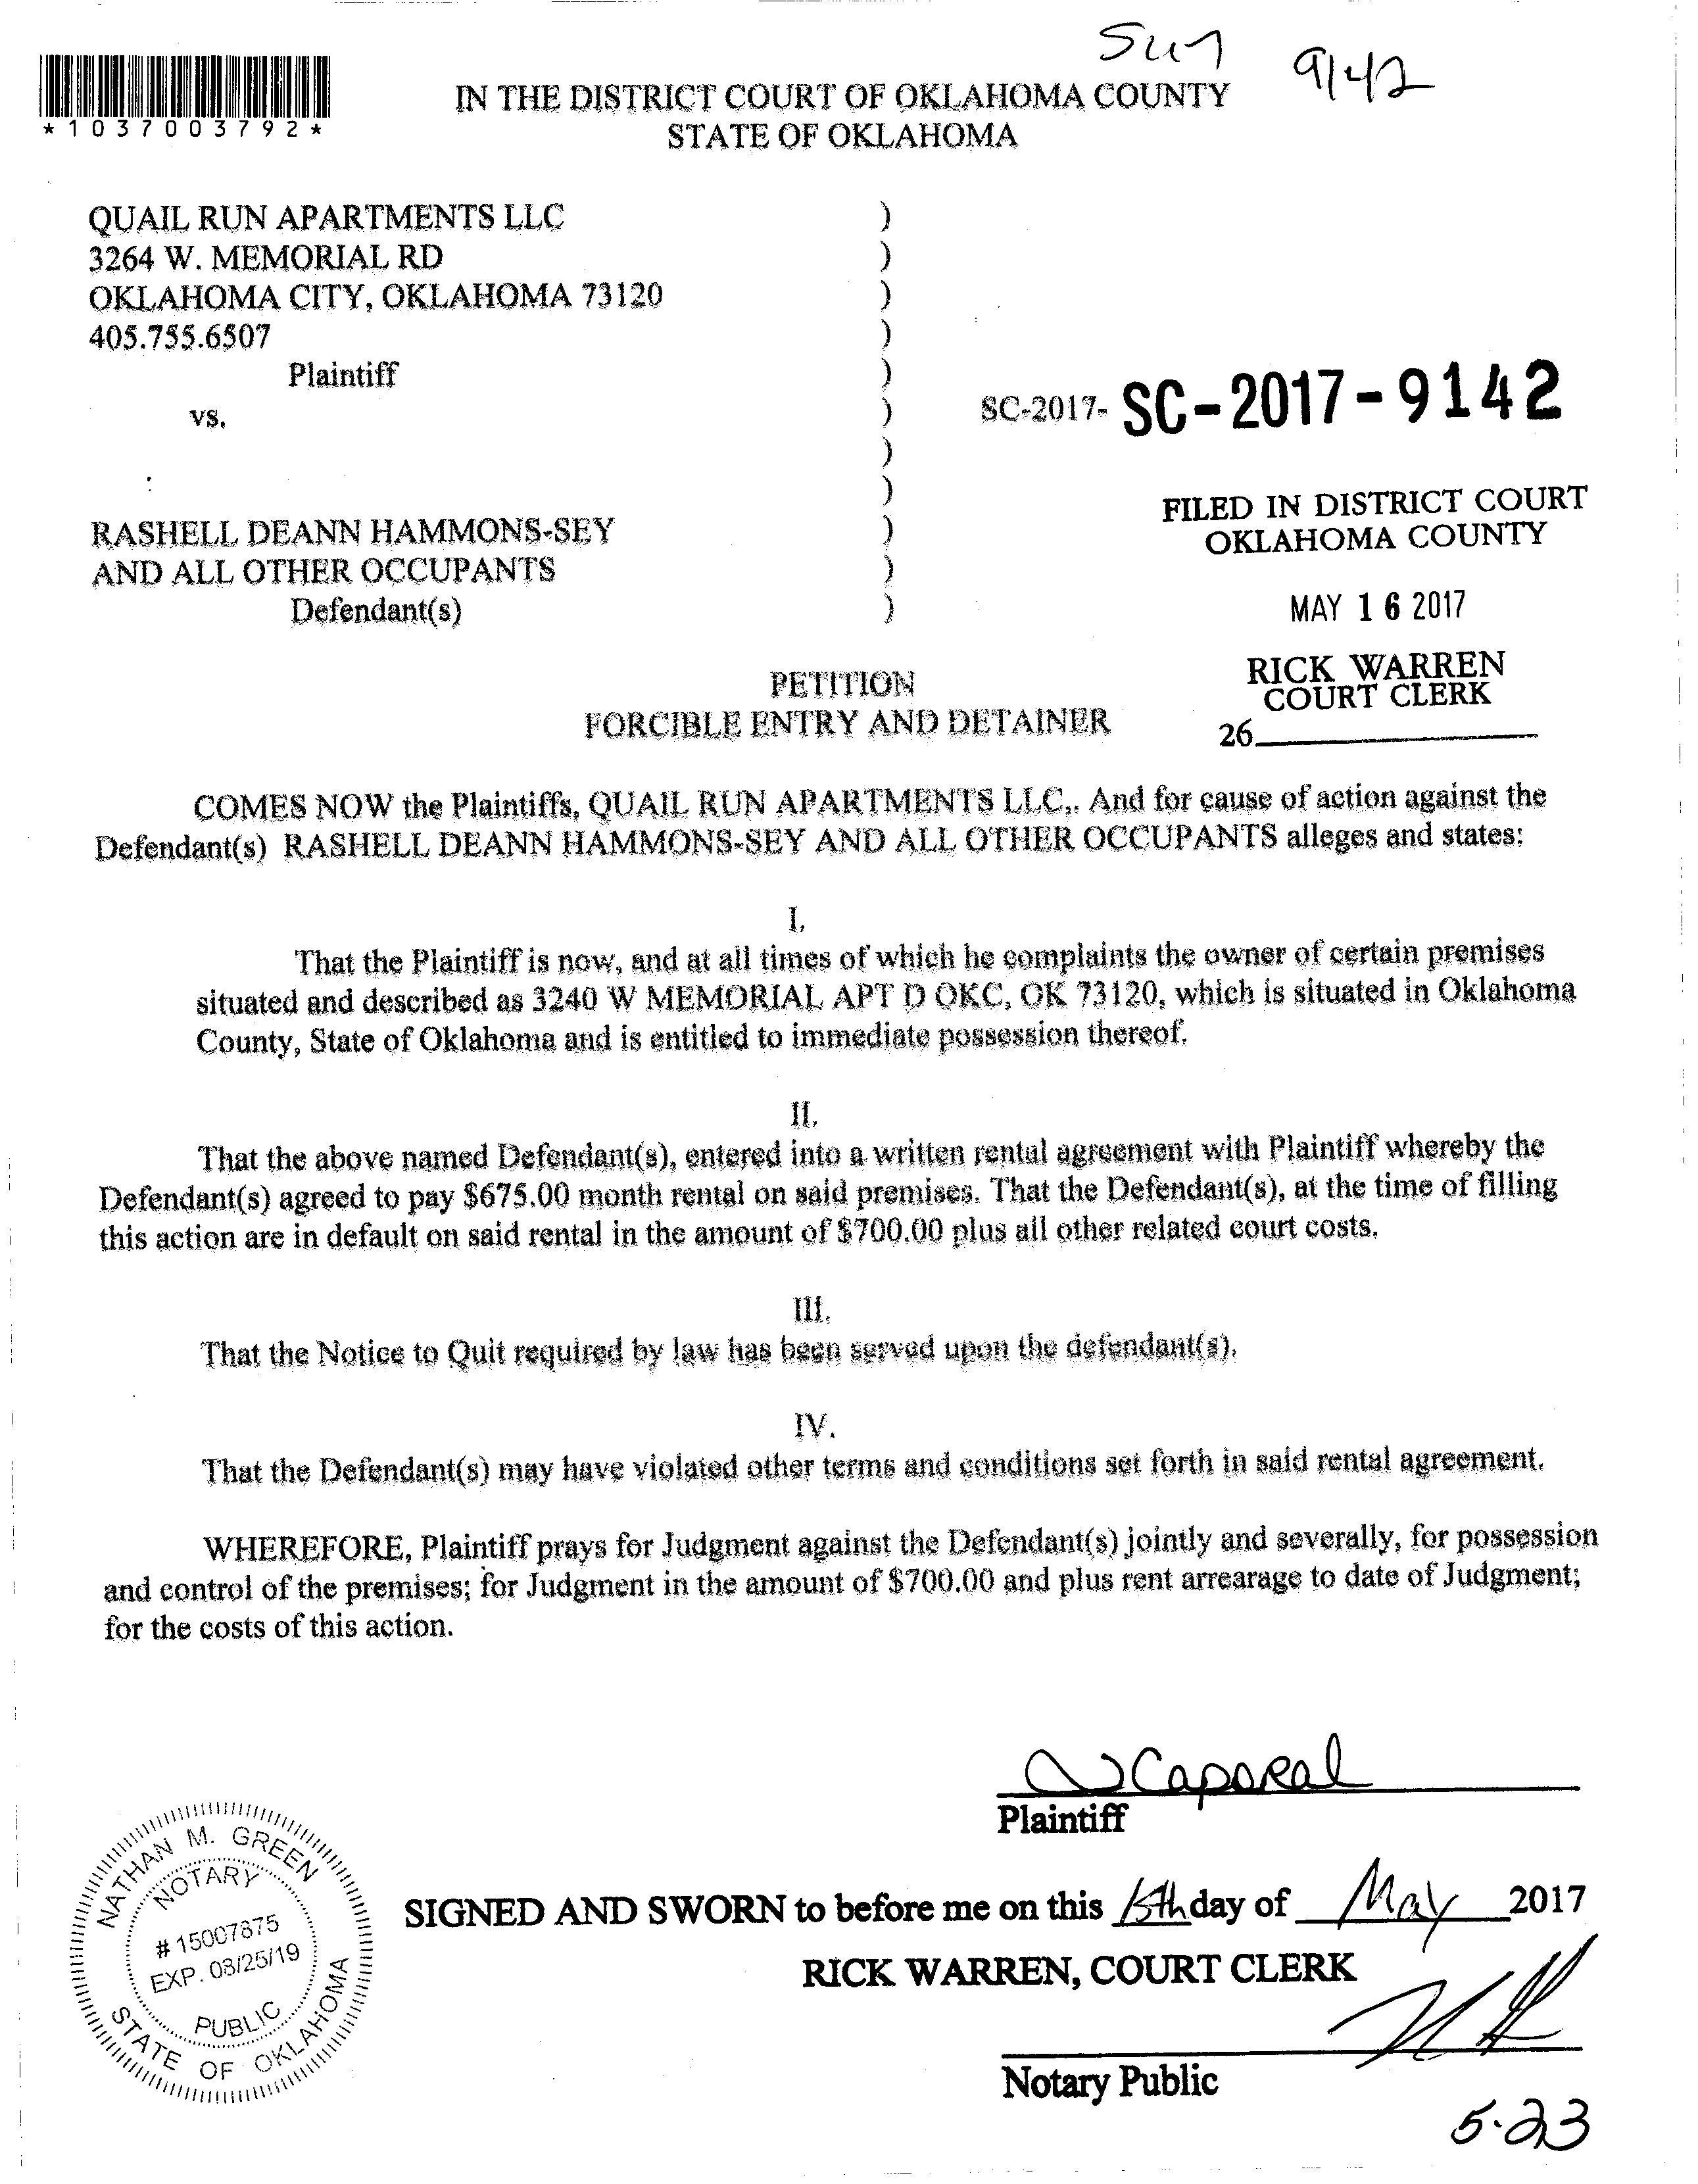 Su 7
9142
*1037003792*
IN THE DISTRICT COURT OF OKLAHOMA COUNTY
STATE OF OKLAHOMA
QUAIL RUN APARTMENTS LLC )
3264 W. MEMORIAL RD )
OKLAHOMA CITY, OKLAHOMA 73120 )
405.755.6507 )
Plaintiff )
vs. ) SC-2017- SC-2017-9142
)
)
RASHELL DEANN HAMMONS-SEY )
AND ALL OTHER OCCUPANTS )
Defendant(s) )
FILED IN DISTRICT COURT
OKLAHOMA COUNTY
MAY 16 2017
RICK WARREN
COURT CLERK
26
PETITION
FORCIBLE ENTRY AND DETAINER
COMES NOW the Plaintiffs, QUAIL RUN APARTMENTS LLC,. And for cause of action against the
Defendant(s) RASHELL DEANN HAMMONS-SEY AND ALL OTHER OCCUPANTS alleges and states:
I.
That the Plaintiff is now, and at all times of which he complaints the owner of certain premises
situated and described as 3240 W MEMORIAL APT D OKC, OK 73120, which is situated in Oklahoma
County, State of Oklahoma and is entitled to immediate possession thereof.
II.
That the above named Defendant(s), entered into a written rental agreement with Plaintiff whereby the
Defendant(s) agreed to pay $675.00 month rental on said premises. That the Defendant(s), at the time of filling
this action are in default on said rental in the amount of $700.00 plus all other related court costs.
III.
That the Notice to Quit required by law has been served upon the defendant(s).
IV.
That the Defendant(s) may have violated other terms and conditions set forth in said rental agreement.
WHEREFORE, Plaintiff prays for Judgment against the Defendant(s) jointly and severally, for possession
and control of the premises; for Judgment in the amount of $700.00 and plus rent arrearage to date of Judgment;
for the costs of this action.
Caporal
Plaintiff
NATHAN M. GREEN
NOTARY
# 15007875
EXP. 08/25/19
PUBLIC
STATE OF OKLAHOMA
SIGNED AND SWORN to before me on this 15th day of May 2017
RICK WARREN, COURT CLERK
Notary Public
5-23